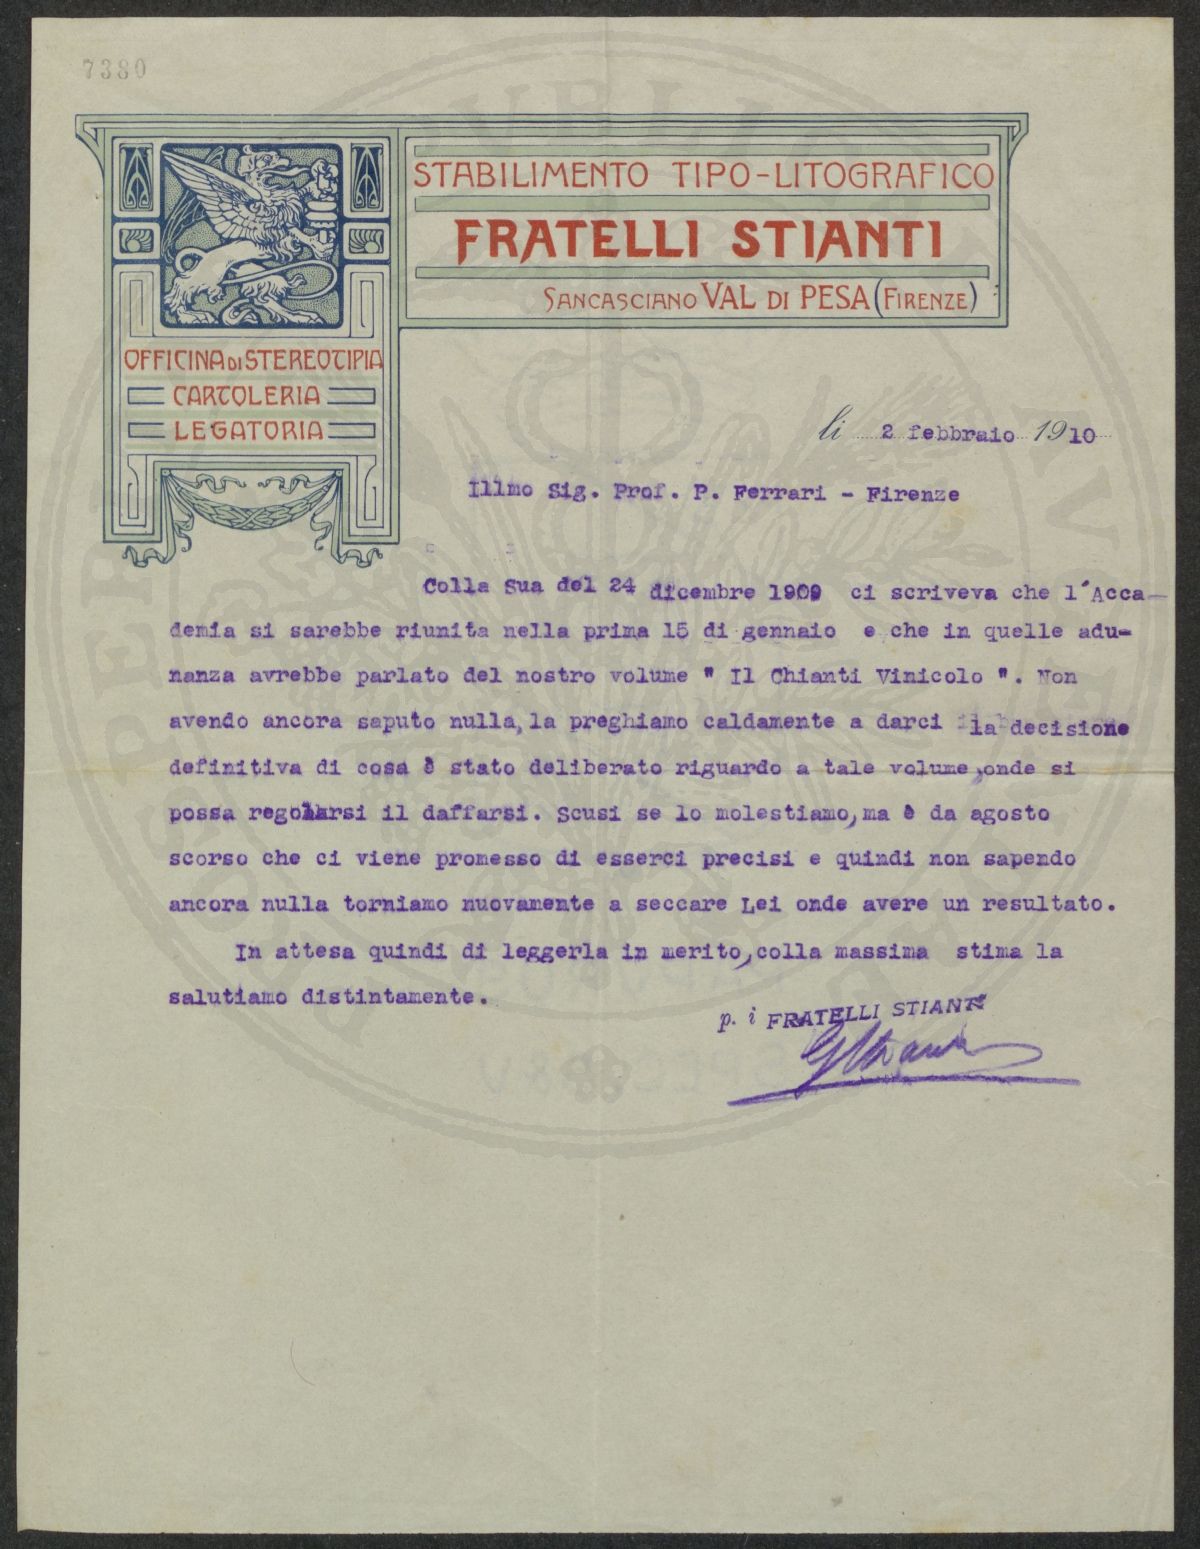 7380
STABILIMENTO TIPO-LITOGRAFICO
FRATELLI STIANTI
SANCASCIANO VAL DI PESA (FIRENZE)
OFFICINA DI STEREOTIPIA
CARTOLERIA
LEGATORIA
li 2 febbraio 1910
Illmo Sig. Prof. P. Ferrari - Firenze
Colla Sua del 24 dicembre 1909 ci scriveva che l'Acca-
demia si sarebbe riunita nella prima 15 di gennaio e che in quelle adu-
nanza avrebbe parlato del nostro volume " Il Chianti Vinicolo ". Non
avendo ancora saputo nulla, la preghiamo caldamente a darci la decisione
definitiva di cosa è stato deliberato riguardo a tale volume, onde si
possa regolarsi il daffarsi. Scusi se lo molestiamo, ma è da agosto
scorso che ci viene promesso di esserci precisi e quindi non sapendo
ancora nulla torniamo nuovamente a seccare Lei onde avere un resultato.
In attesa quindi di leggerla in merito, colla massima stima la
salutiamo distintamente.
p. i FRATELLI STIANTI